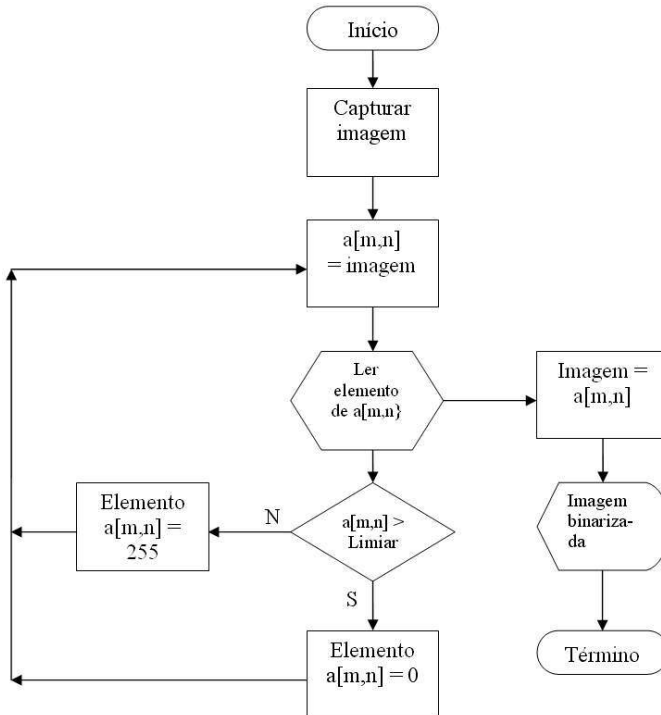 Início
Capturar
imagem
a[m,n]
= imagem
Ler
elemento
de a[m,n}
Imagem =
a[m,n]
Elemento
a[m,n] =
255
N
a[m,n] >
Limiar
Imagem
binariza-
da
S
Elemento
a[m,n] = 0
Término